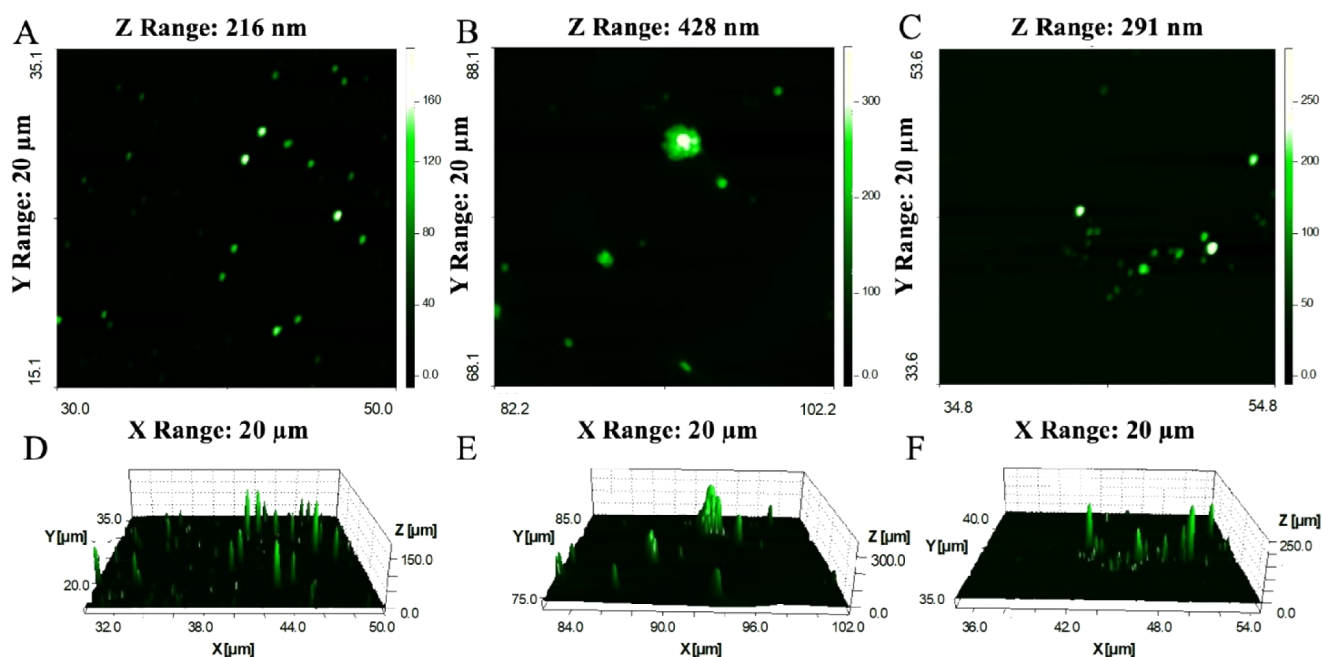 A
Z Range: 216 nm
35.1
Y Range: 20 μm
15.1
30.0
50.0
160
120
80
40
0.0
X Range: 20 μm
B
Z Range: 428 nm
88.1
Y Range: 20 μm
68.1
82.2
102.2
300
200
100
0.0
X Range: 20 μm
C
Z Range: 291 nm
53.6
Y Range: 20 μm
33.6
34.8
54.8
250
200
100
50
0.0
X Range: 20 μm
D
35.0
Y[μm]
20.0
Z [μm]
150.0
0.0
32.0
38.0
44.0
50.0
X[μm]
E
85.0
Y[μm]
75.0
Z [μm]
300.0
0.0
84.0
90.0
96.0
102.0
X[μm]
F
40.0
Y[μm]
35.0
Z [μm]
250.0
0.0
36.0
42.0
48.0
54.0
X[μm]